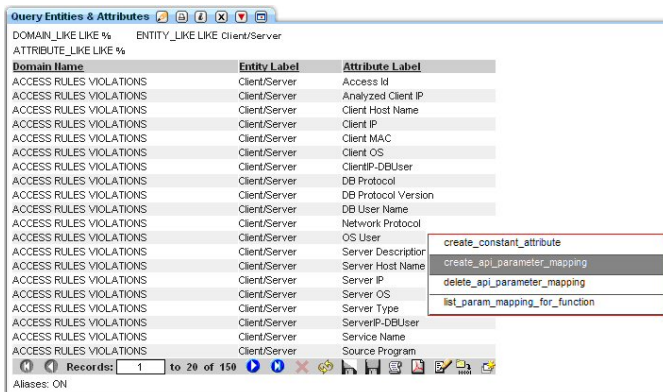 Query Entities & Attributes
DOMAIN_LIKE LIKE % ENTITY_LIKE LIKE Client/Server
ATTRIBUTE_LIKE LIKE %
Domain Name Entity Label Attribute Label
ACCESS RULES VIOLATIONS Client/Server Access Id
ACCESS RULES VIOLATIONS Client/Server Analyzed Client IP
ACCESS RULES VIOLATIONS Client/Server Client Host Name
ACCESS RULES VIOLATIONS Client/Server Client IP
ACCESS RULES VIOLATIONS Client/Server Client MAC
ACCESS RULES VIOLATIONS Client/Server Client OS
ACCESS RULES VIOLATIONS Client/Server ClientIP-DBUser
ACCESS RULES VIOLATIONS Client/Server DB Protocol
ACCESS RULES VIOLATIONS Client/Server DB Protocol Version
ACCESS RULES VIOLATIONS Client/Server DB User Name
ACCESS RULES VIOLATIONS Client/Server Network Protocol
ACCESS RULES VIOLATIONS Client/Server OS User
ACCESS RULES VIOLATIONS Client/Server Server Description
ACCESS RULES VIOLATIONS Client/Server Server Host Name
ACCESS RULES VIOLATIONS Client/Server Server IP
ACCESS RULES VIOLATIONS Client/Server Server OS
ACCESS RULES VIOLATIONS Client/Server Server Type
ACCESS RULES VIOLATIONS Client/Server ServerIP-DBUser
ACCESS RULES VIOLATIONS Client/Server Service Name
ACCESS RULES VIOLATIONS Client/Server Source Program
create_constant_attribute
create_api_parameter_mapping
delete_api_parameter_mapping
list_param_mapping_for_function
Records: 1 to 20 of 150
Aliases: ON